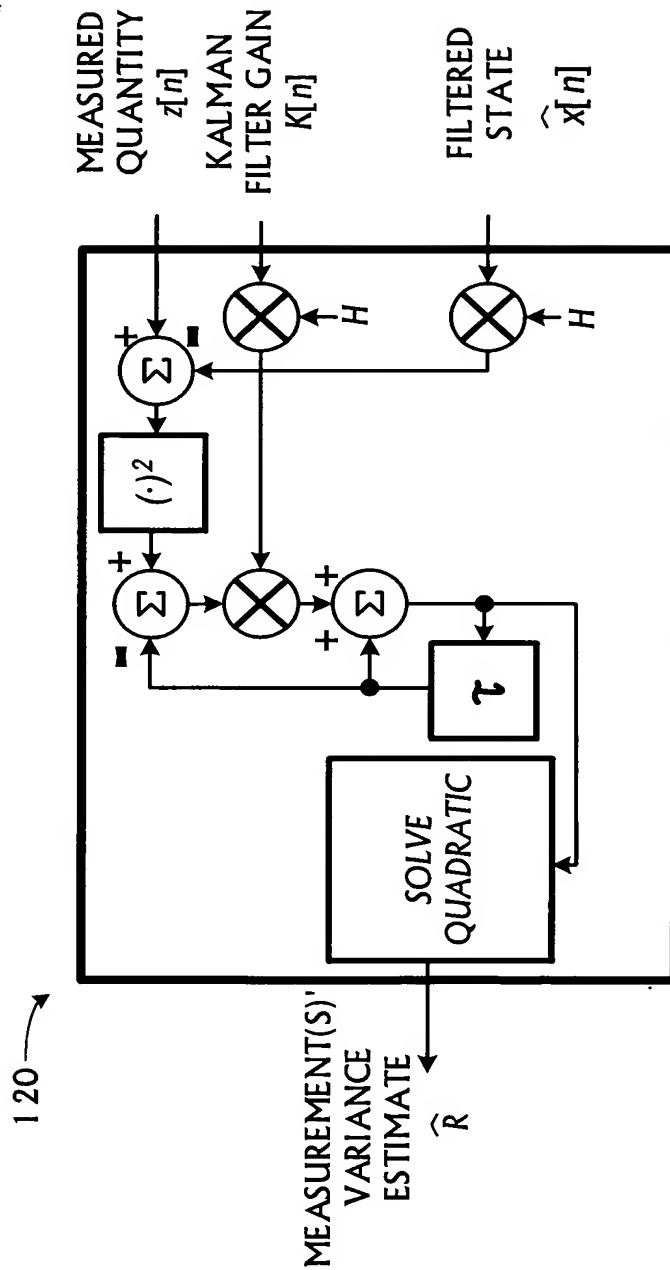 120
MEASURED
QUANTITY
z[n]
KALMAN
FILTER GAIN
K[n]
FILTERED
STATE
x̂[n]
+
−
Σ
H
H
(·)²
+
−
Σ
+
+
Σ
τ
SOLVE
QUADRATIC
MEASUREMENT(S)'
VARIANCE
ESTIMATE
R̂